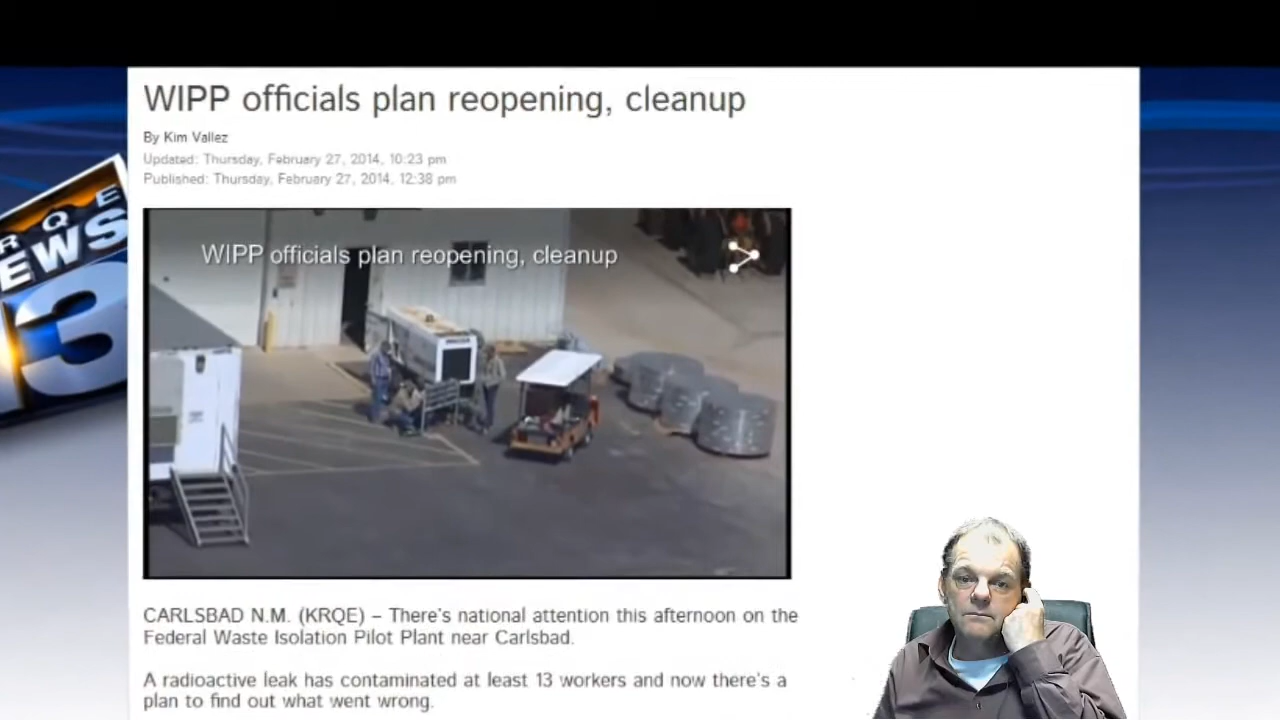 WIPP officials plan reopening, cleanup
By Kim Vallez
Updated: Thursday, February 27, 2014, 10:23 pm
Published: Thursday, February 27, 2014, 12:38 pm
RQE
NEWS
13
WIPP officials plan reopening, cleanup
CARLSBAD N.M. (KRQE) – There's national attention this afternoon on the
Federal Waste Isolation Pilot Plant near Carlsbad.
A radioactive leak has contaminated at least 13 workers and now there's a
plan to find out what went wrong.